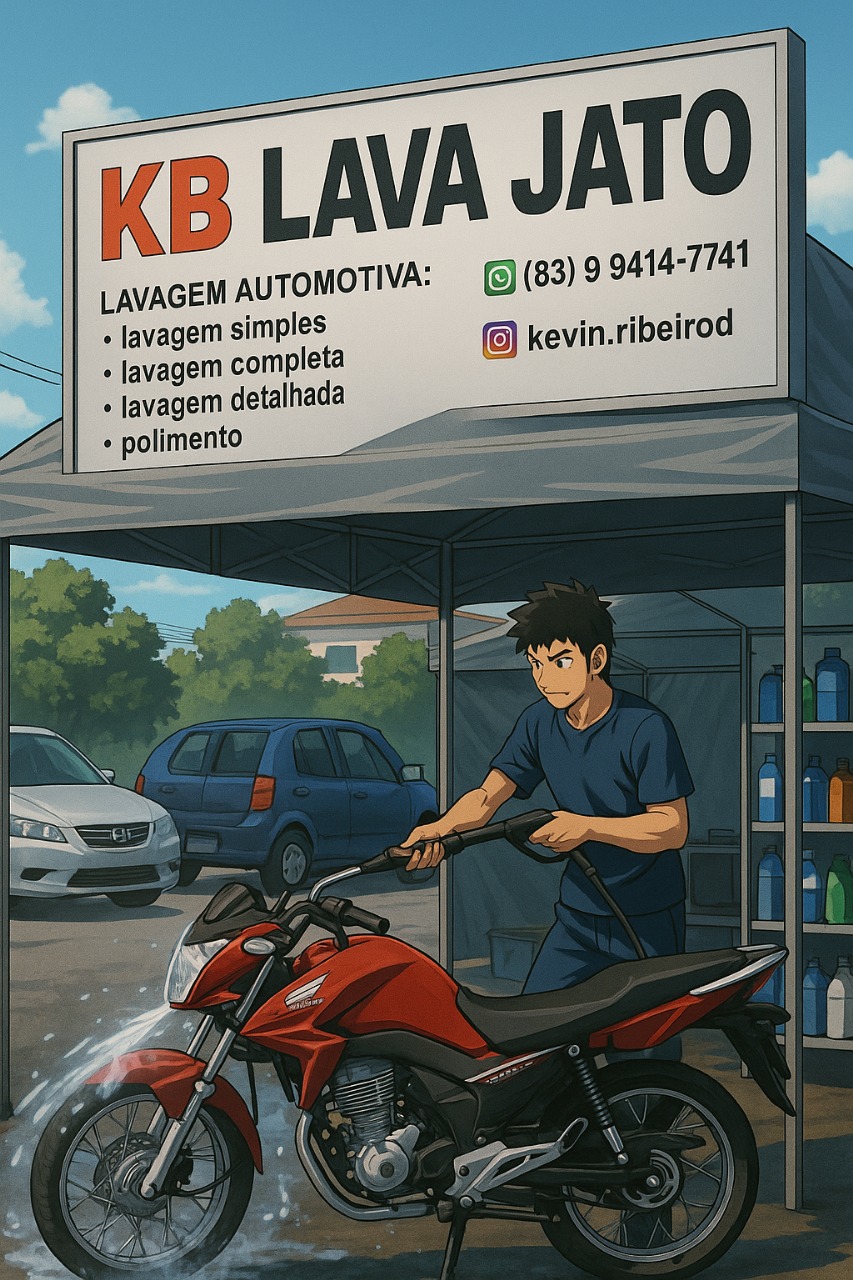 KB LAVA JATO
LAVAGEM AUTOMOTIVA:
• lavagem simples
• lavagem completa
• lavagem detalhada
• polimento
(83) 9 9414-7741
kevin.ribeirod